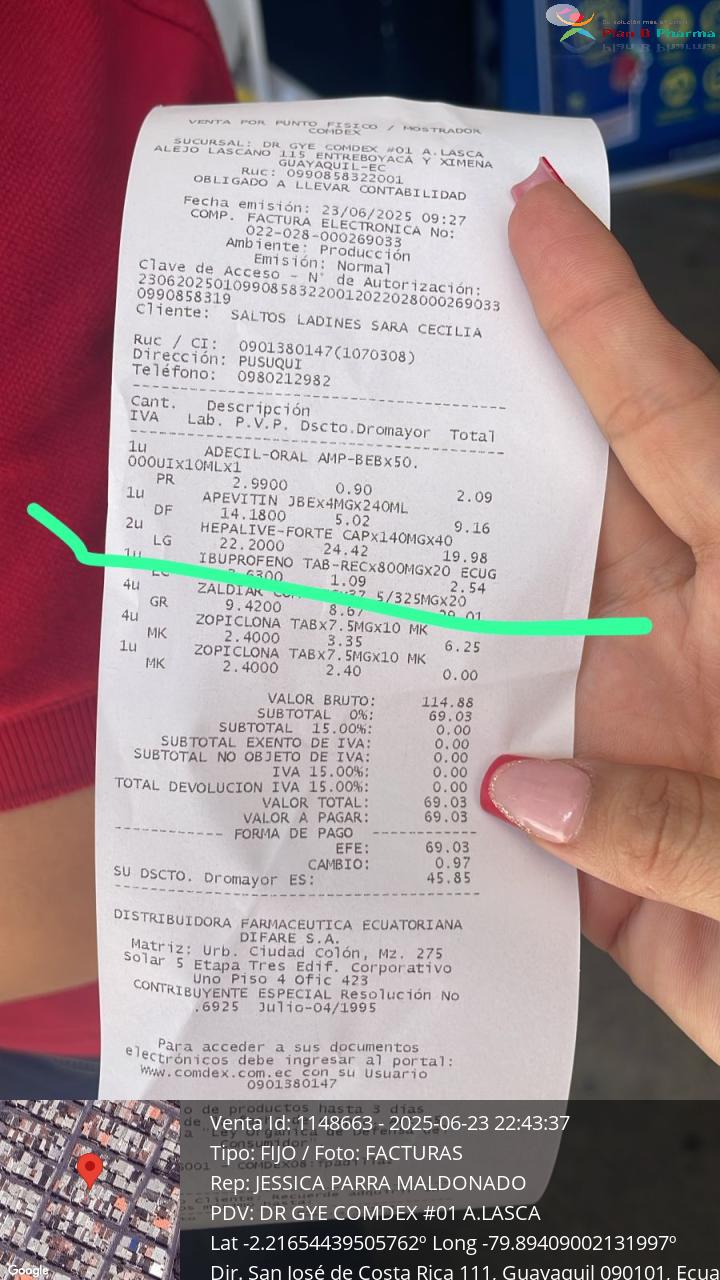 Su solución más efectiva
Plan B Pharma
VENTA POR PUNTO FISICO / MOSTRADOR
COMDEX
SUCURSAL: DR GYE COMDEX #01 A.LASCA
ALEJO LASCANO 115 ENTREBOYACA Y XIMENA
GUAYAQUIL-EC
Ruc: 0990858322001
OBLIGADO A LLEVAR CONTABILIDAD
Fecha emisión: 23/06/2025 09:27
COMP. FACTURA ELECTRONICA No:
022-028-000269033
Ambiente: Producción
Emisión: Normal
Clave de Acceso - N° de Autorización:
230620250109908583220012022028000269033
0990858319
Cliente: SALTOS LADINES SARA CECILIA
Ruc / CI: 0901380147(1070308)
Dirección: PUSUQUI
Teléfono: 0980212982
Cant. Descripción
IVA Lab. P.V.P. Dscto.Dromayor Total
1u ADECIL-ORAL AMP-BEBx50.
000UIx10MLx1
PR 2.9900 0.90 2.09
1u APEVITIN JBEx4MGx240ML
DF 14.1800 5.02 9.16
2u HEPALIVE-FORTE CAPx140MGx40
LG 22.2000 24.42 19.98
1u IBUPROFENO TAB-RECx800MGx20 ECUG
1.09 2.54
4u ZALDIAR 5/325MGx20
GR 9.4200 8.67
4u ZOPICLONA TABx7.5MGx10 MK
MK 2.4000 3.35 6.25
1u ZOPICLONA TABx7.5MGx10 MK
MK 2.4000 2.40 0.00
VALOR BRUTO: 114.88
SUBTOTAL 0%: 69.03
SUBTOTAL 15.00%: 0.00
SUBTOTAL EXENTO DE IVA: 0.00
SUBTOTAL NO OBJETO DE IVA: 0.00
IVA 15.00%: 0.00
TOTAL DEVOLUCION IVA 15.00%: 0.00
VALOR TOTAL: 69.03
VALOR A PAGAR: 69.03
------------ FORMA DE PAGO ------------
EFE: 69.03
CAMBIO: 0.97
SU DSCTO. Dromayor ES: 45.85
DISTRIBUIDORA FARMACEUTICA ECUATORIANA
DIFARE S.A.
Matriz: Urb. Ciudad Colón, Mz. 275
Solar 5 Etapa Tres Edif. Corporativo
Uno Piso 4 Ofic 423
CONTRIBUYENTE ESPECIAL Resolución No
.6925 Julio-04/1995
Para acceder a sus documentos
electrónicos debe ingresar al portal:
www.comdex.com.ec con su Usuario
0901380147
de productos hasta 3 días
Venta Id: 1148663 - 2025-06-23 22:43:37
Tipo: FIJO / Foto: FACTURAS
Rep: JESSICA PARRA MALDONADO
PDV: DR GYE COMDEX #01 A.LASCA
Lat -2.21654439505762º Long -79.89409002131997º
Dir. San José de Costa Rica 111, Guayaquil 090101, Ecua
Google